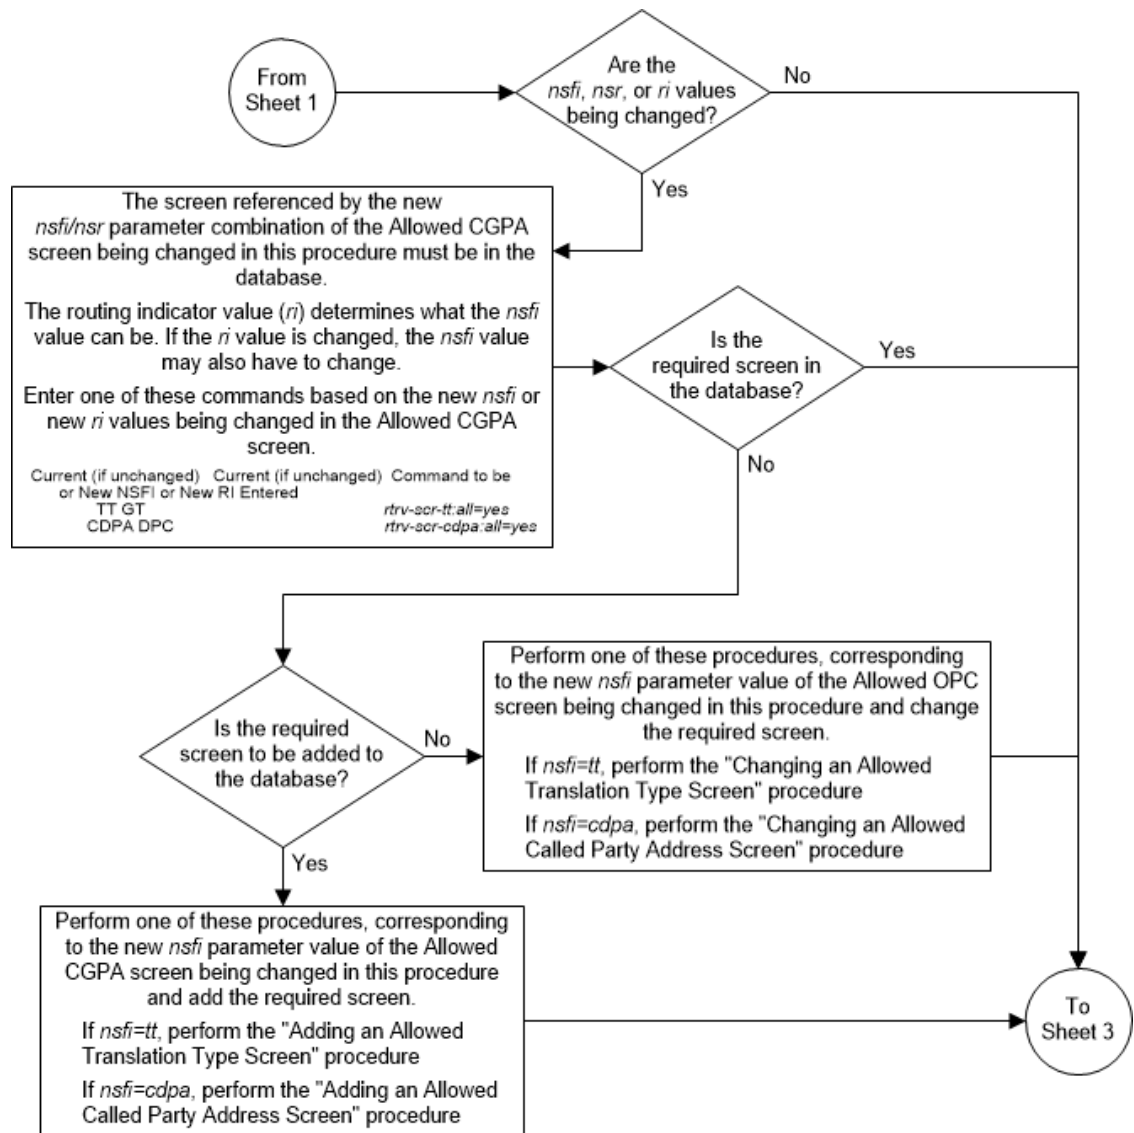 From
Sheet 1
Are the
nsfi, nsr, or ri values
being changed?
No
Yes
The screen referenced by the new
nsfi/nsr parameter combination of the Allowed CGPA
screen being changed in this procedure must be in the
database.
The routing indicator value (ri) determines what the nsfi
value can be. If the ri value is changed, the nsfi value
may also have to change.
Enter one of these commands based on the new nsfi or
new ri values being changed in the Allowed CGPA
screen.
Current (if unchanged) Current (if unchanged) Command to be
or New NSFI or New RI Entered
TT GT rtrv-scr-tt:all=yes
CDPA DPC rtrv-scr-cdpa:all=yes
Is the
required screen in
the database?
Yes
No
Is the required
screen to be added to
the database?
No
Yes
Perform one of these procedures, corresponding
to the new nsfi parameter value of the Allowed OPC
screen being changed in this procedure and change
the required screen.
If nsfi=tt, perform the "Changing an Allowed
Translation Type Screen" procedure
If nsfi=cdpa, perform the "Changing an Allowed
Called Party Address Screen" procedure
Perform one of these procedures, corresponding
to the new nsfi parameter value of the Allowed
CGPA screen being changed in this procedure
and add the required screen.
If nsfi=tt, perform the "Adding an Allowed
Translation Type Screen" procedure
If nsfi=cdpa, perform the "Adding an Allowed
Called Party Address Screen" procedure
To
Sheet 3